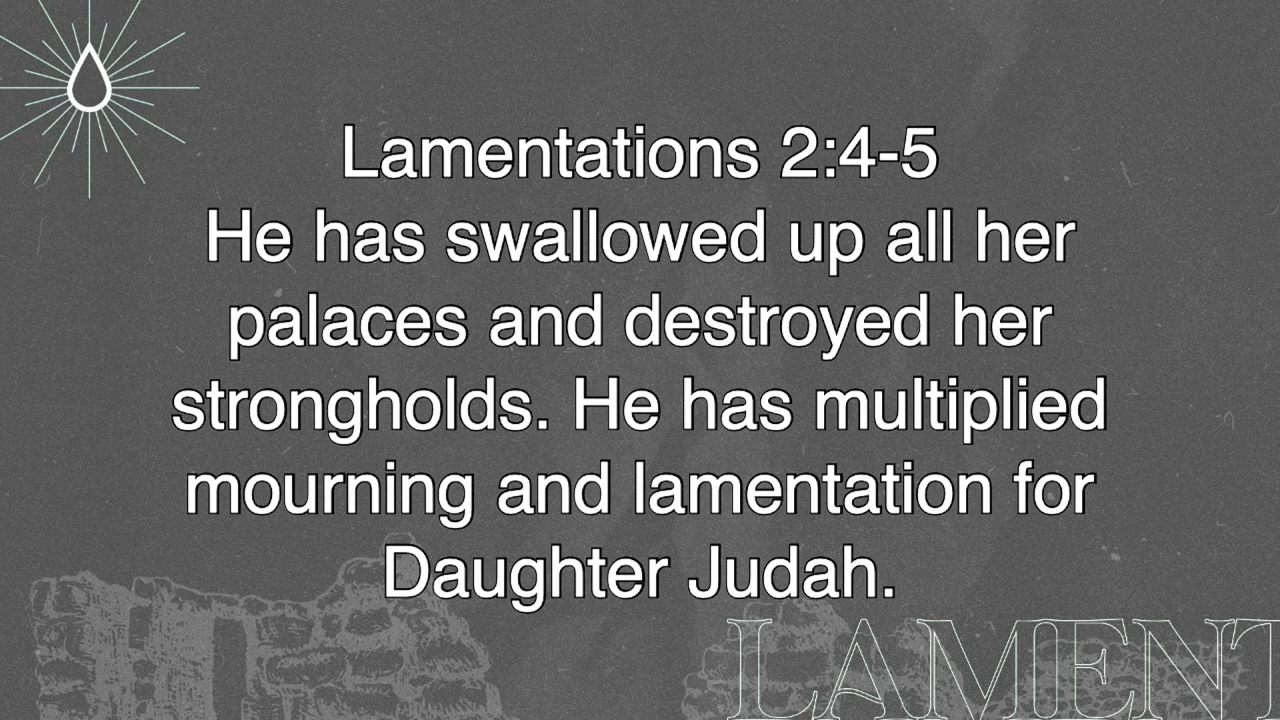 Lamentations 2:4-5
He has swallowed up all her
palaces and destroyed her
strongholds. He has multiplied
mourning and lamentation for
Daughter Judah.
LAMENT